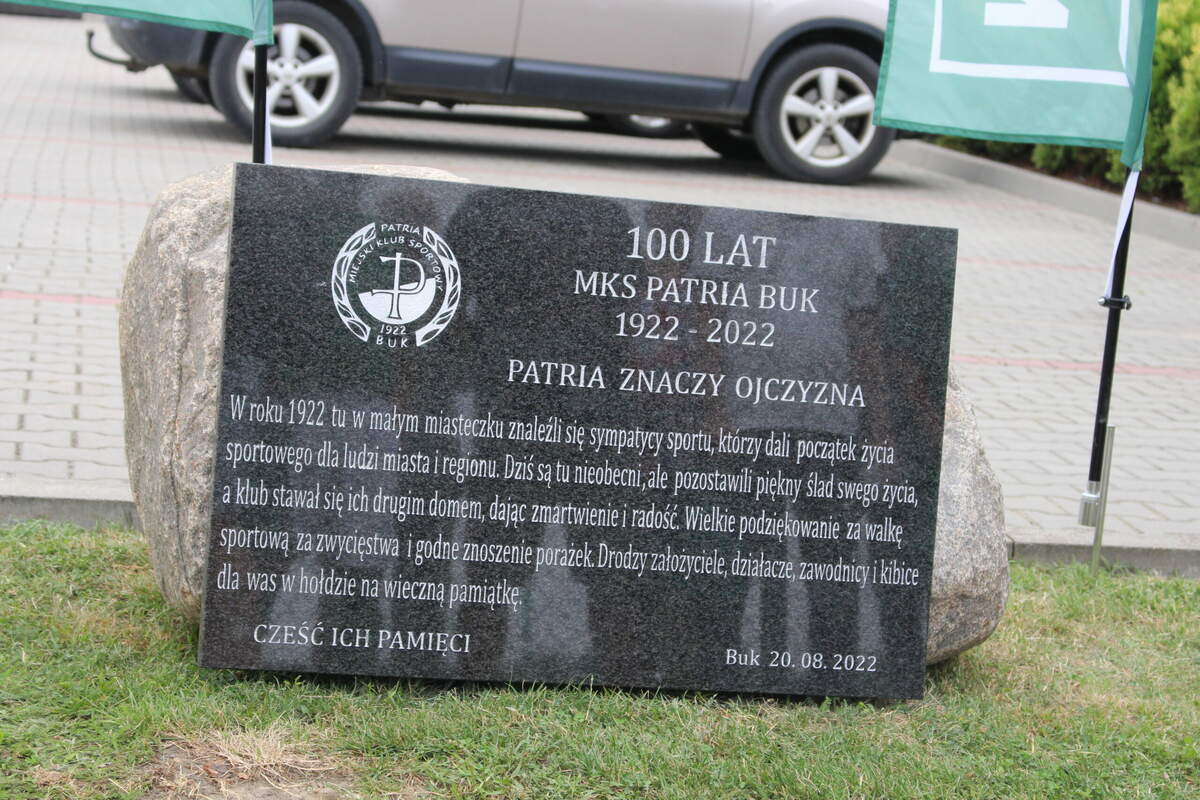 PATRIA
MIEJSKI KLUB SPORTOWY
P
1922
BUK
100 LAT
MKS PATRIA BUK
1922 - 2022
PATRIA ZNACZY OJCZYZNA
W roku 1922 tu w małym miasteczku znaleźli się sympatycy sportu, którzy dali początek życia
sportowego dla ludzi miasta i regionu. Dziś są tu nieobecni, ale pozostawili piękny ślad swego życia,
a klub stawał się ich drugim domem, dając zmartwienie i radość. Wielkie podziękowanie za walkę
sportową za zwycięstwa i godne znoszenie porażek. Drodzy założyciele, działacze, zawodnicy i kibice
dla was w hołdzie na wieczną pamiątkę.
CZEŚĆ ICH PAMIĘCI
Buk 20.08.2022